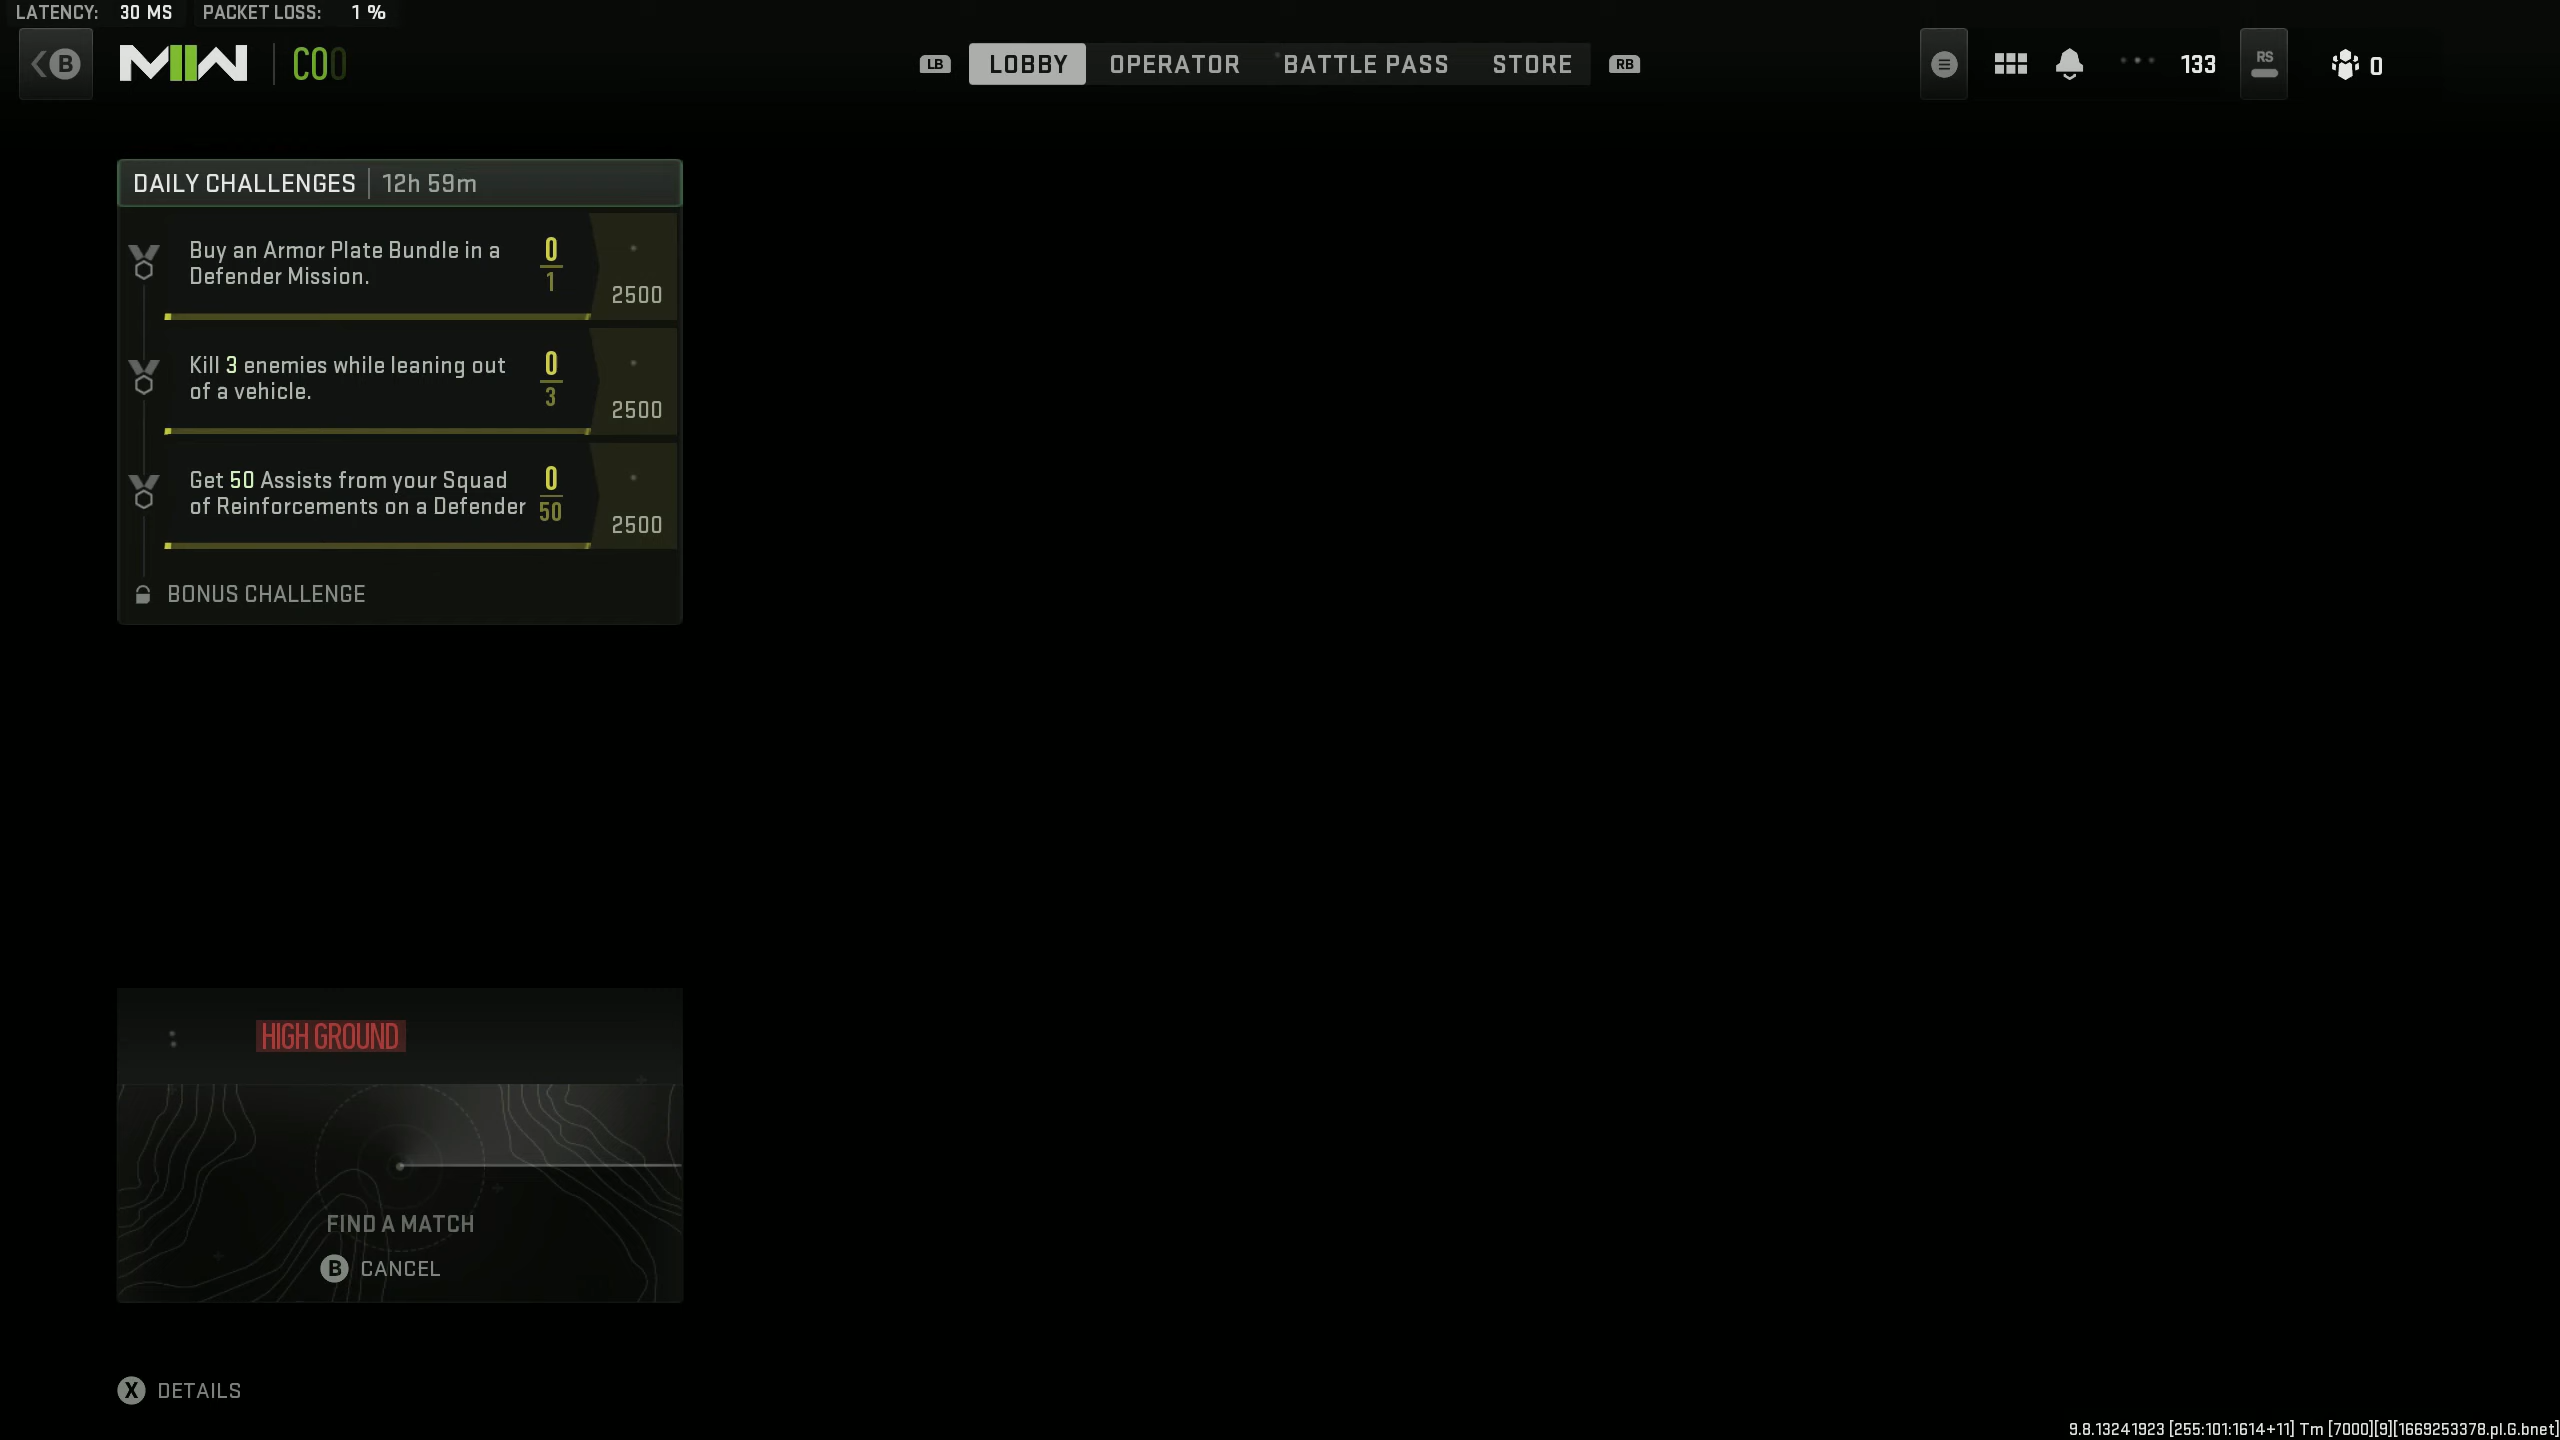 LATENCY: 30 MS PACKET LOSS: 1 %
B MIIW COO LB LOBBY OPERATOR BATTLE PASS STORE RB 133 RS 0
DAILY CHALLENGES 12h 59m
Buy an Armor Plate Bundle in a
Defender Mission.
0
1
2500
Kill 3 enemies while leaning out
of a vehicle.
0
3
2500
Get 50 Assists from your Squad
of Reinforcements on a Defender
0
50
2500
BONUS CHALLENGE
HIGH GROUND
FIND A MATCH
B CANCEL
X DETAILS
9.8.13241923 [255:101:1614+11] Tm [7000][9][1669253378.pl.G.bnet]